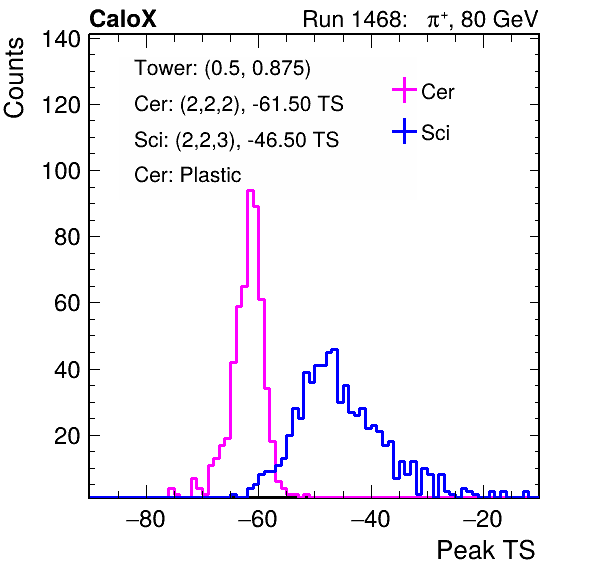 CaloX Run 1468: π⁺, 80 GeV
Counts
140
120
100
80
60
40
20
Tower: (0.5, 0.875)
Cer: (2,2,2), -61.50 TS
Sci: (2,2,3), -46.50 TS
Cer: Plastic
Cer
Sci
−80 −60 −40 −20
Peak TS